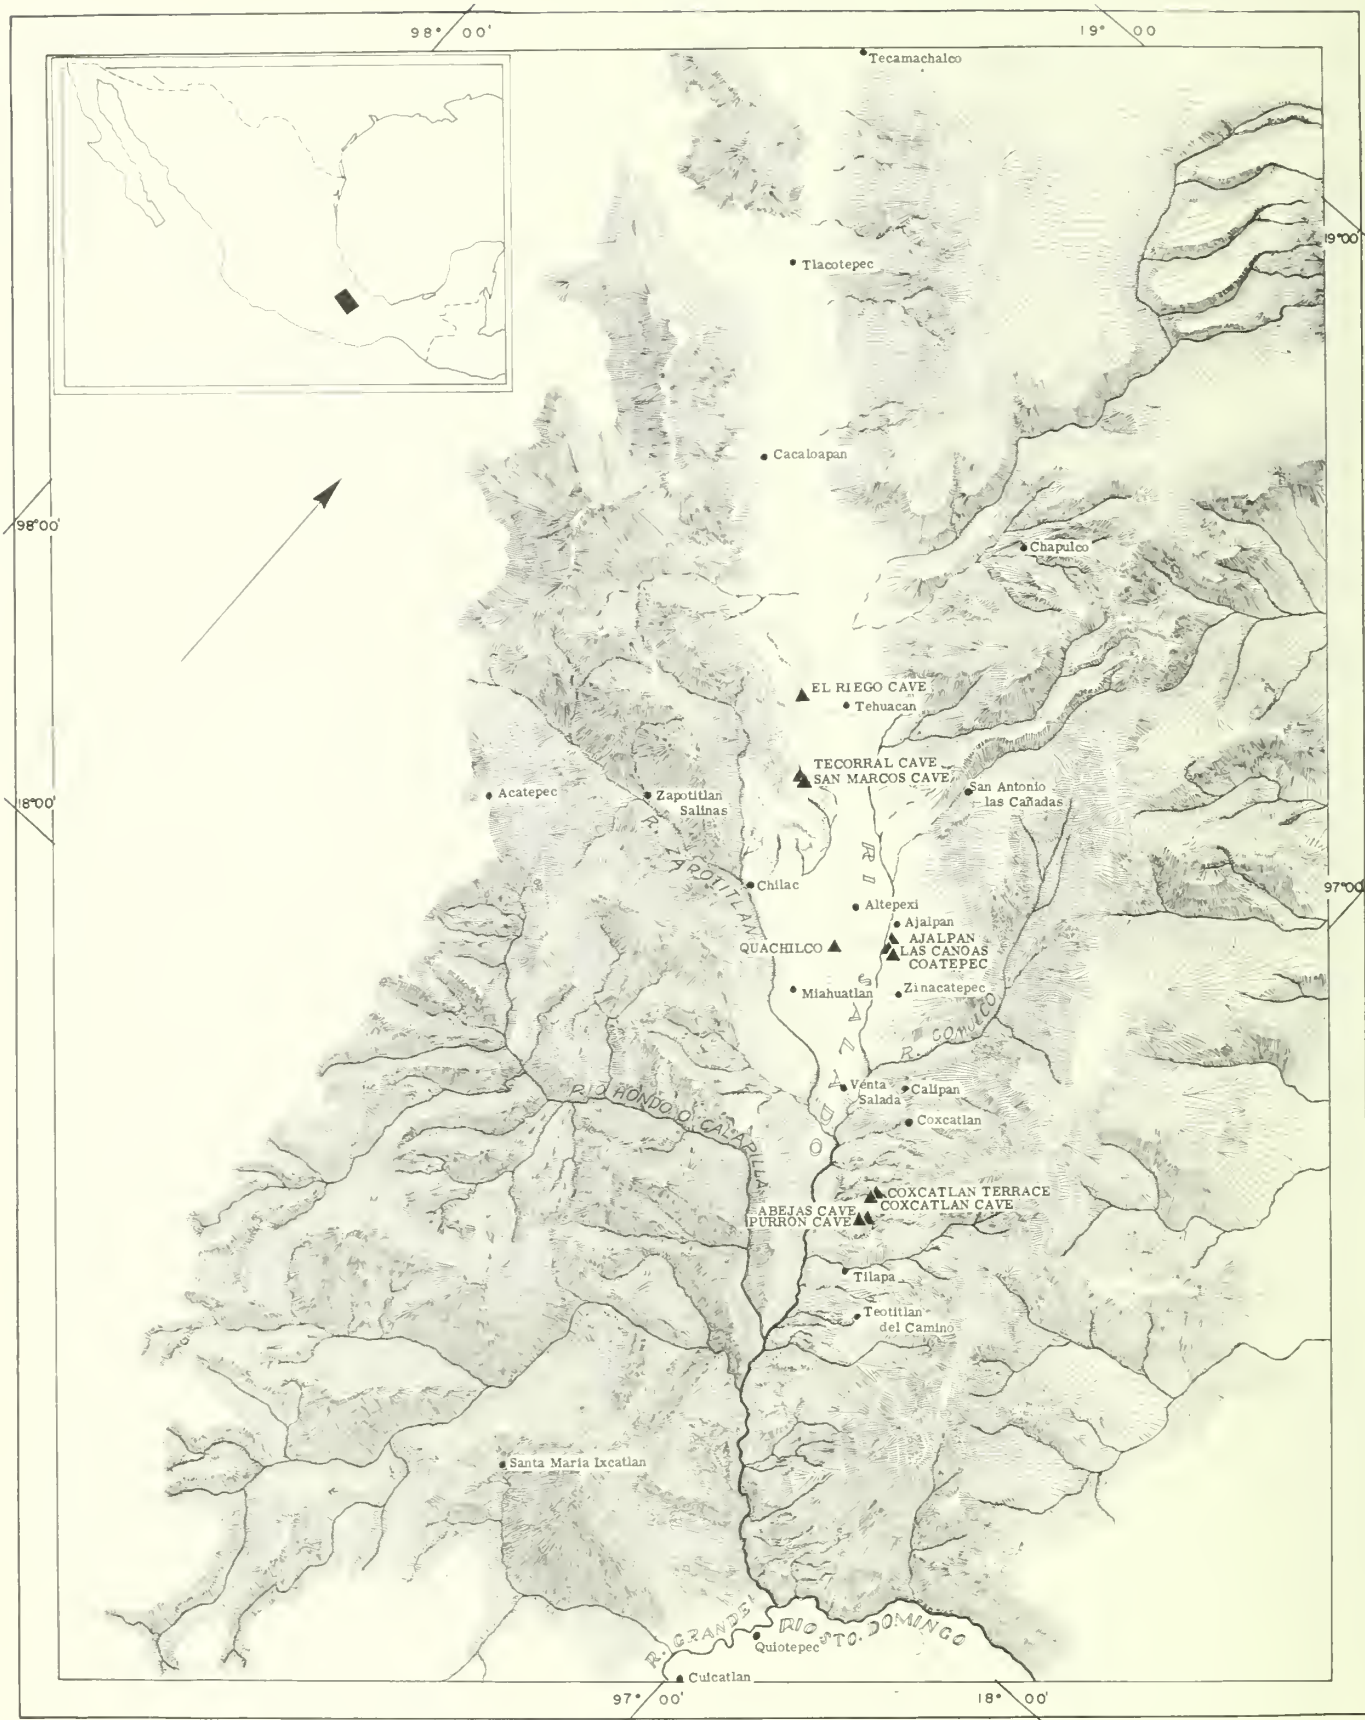 98° 00'
19° 00
Tecamachalco
19°00'
Tlacotepec
Cacaloapan
98°00'
Chapulco
EL RIEGO CAVE
Tehuacan
TECORRAL CAVE
SAN MARCOS CAVE
18°00'
Acatepec
Zapotitlan
Salinas
San Antonio
las Cañadas
R. ZAPOTITLAN
RIO SALADO
Chilac
97°00'
Altepexi
Ajalpan
AJALPAN
QUACHILCO
LAS CANOAS
COATEPEC
Miahuatlan
Zinacatepec
R. COMULCO
Venta
Salada
Calipan
RIO HONDO O CALAPILLA
Coxcatlan
COXCATLAN TERRACE
COXCATLAN CAVE
ABEJAS CAVE
PURRON CAVE
Tilapa
Teotitlan
del Camino
Santa Maria Ixcatlan
R. GRANDE
RIO STO. DOMINGO
Quiotepec
Cuicatlan
97° 00'
18° 00'